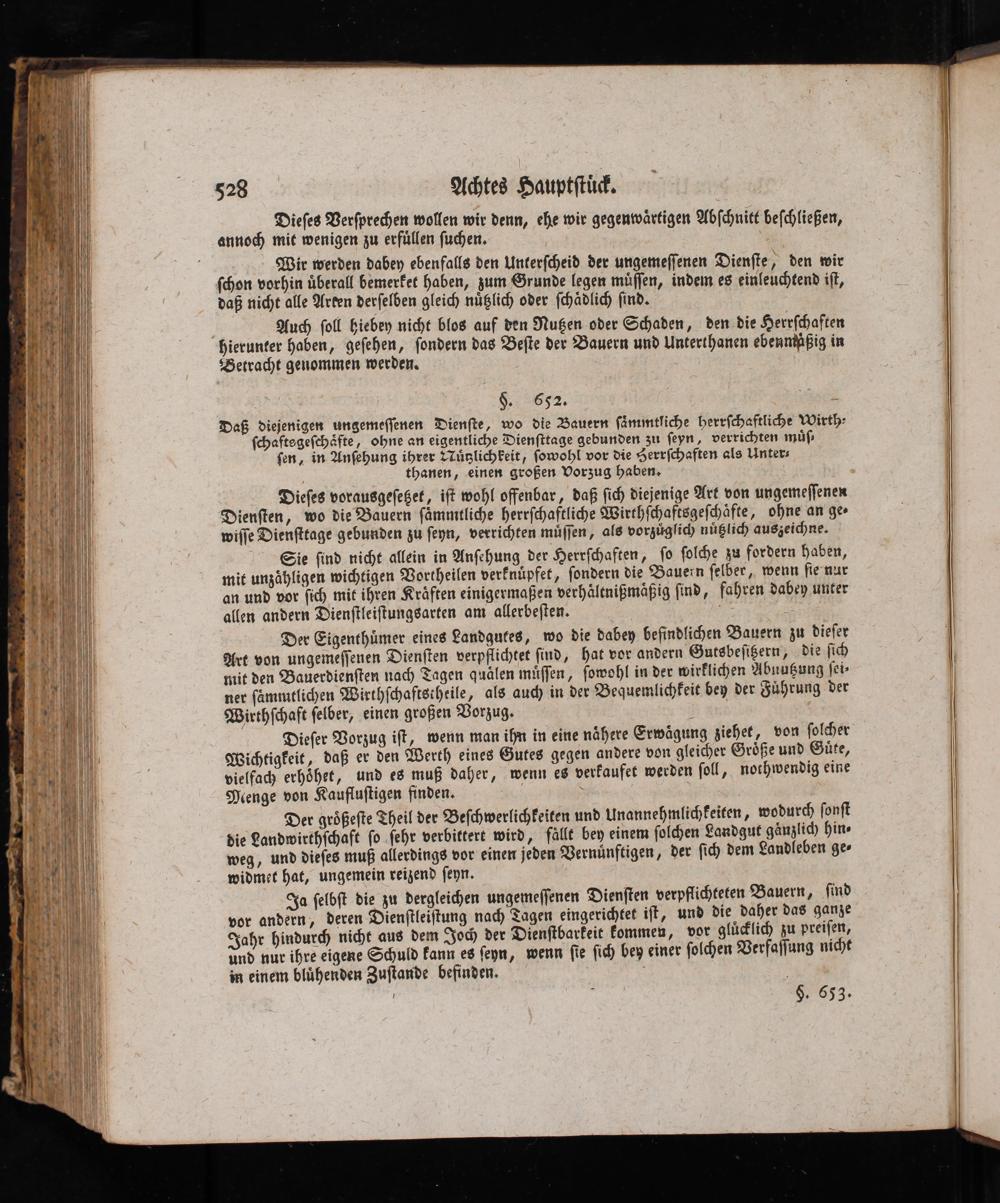 528 Achtes Hauptstück.
Dieses Versprechen wollen wir denn, ehe wir gegenwärtigen Abschnitt beschließen,
annoch mit wenigen zu erfüllen suchen.
Wir werden dabey ebenfalls den Unterscheid der ungemessenen Dienste, den wir
schon vorhin überall bemerket haben, zum Grunde legen müssen, indem es einleuchtend ist,
daß nicht alle Arten derselben gleich nützlich oder schädlich sind.
Auch soll hiebey nicht blos auf den Nutzen oder Schaden, den die Herrschaften
hierunter haben, gesehen, sondern das Beste der Bauern und Unterthanen ebenmäßig in
Betracht genommen werden.
§. 652.
Daß diejenigen ungemessenen Dienste, wo die Bauern sämmtliche herrschaftliche Wirth-
schaftsgeschäfte, ohne an eigentliche Diensttage gebunden zu seyn, verrichten müs-
sen, in Ansehung ihrer Nützlichkeit, sowohl vor die Herrschaften als Unter-
thanen, einen großen Vorzug haben.
Dieses vorausgesetzet, ist wohl offenbar, daß sich diejenige Art von ungemessenen
Diensten, wo die Bauern sämmtliche herrschaftliche Wirthschaftsgeschäfte, ohne an ge-
wisse Diensttage gebunden zu seyn, verrichten müssen, als vorzüglich nützlich auszeichne.
Sie sind nicht allein in Ansehung der Herrschaften, so solche zu fordern haben,
mit unzähligen wichtigen Vortheilen verknüpfet, sondern die Bauern selber, wenn sie nur
an und vor sich mit ihren Kräften einigermaßen verhältnißmäßig sind, fahren dabey unter
allen andern Dienstleistungsarten am allerbesten.
Der Eigenthümer eines Landgutes, wo die dabey befindlichen Bauern zu dieser
Art von ungemessenen Diensten verpflichtet sind, hat vor andern Gutsbesitzern, die sich
mit den Bauerdiensten nach Tagen quälen müssen, sowohl in der wirklichen Abnutzung sei-
ner sämmtlichen Wirthschaftstheile, als auch in der Bequemlichkeit bey der Führung der
Wirthschaft selber, einen großen Vorzug.
Dieser Vorzug ist, wenn man ihn in eine nähere Erwägung ziehet, von solcher
Wichtigkeit, daß er den Werth eines Gutes gegen andere von gleicher Größe und Güte,
vielfach erhöhet, und es muß daher, wenn es verkaufet werden soll, nothwendig eine
Menge von Kauflustigen finden.
Der größeste Theil der Beschwerlichkeiten und Unannehmlichkeiten, wodurch sonst
die Landwirthschaft so sehr verbittert wird, fällt bey einem solchen Landgut gänzlich hin-
weg, und dieses muß allerdings vor einen jeden Vernünftigen, der sich dem Landleben ge-
widmet hat, ungemein reizend seyn.
Ja selbst die zu dergleichen ungemessenen Diensten verpflichteten Bauern, sind
vor andern, deren Dienstleistung nach Tagen eingerichtet ist, und die daher das ganze
Jahr hindurch nicht aus dem Joch der Dienstbarkeit kommen, vor glücklich zu preisen,
und nur ihre eigene Schuld kann es seyn, wenn sie sich bey einer solchen Verfassung nicht
in einem blühenden Zustande befinden.
§. 653.